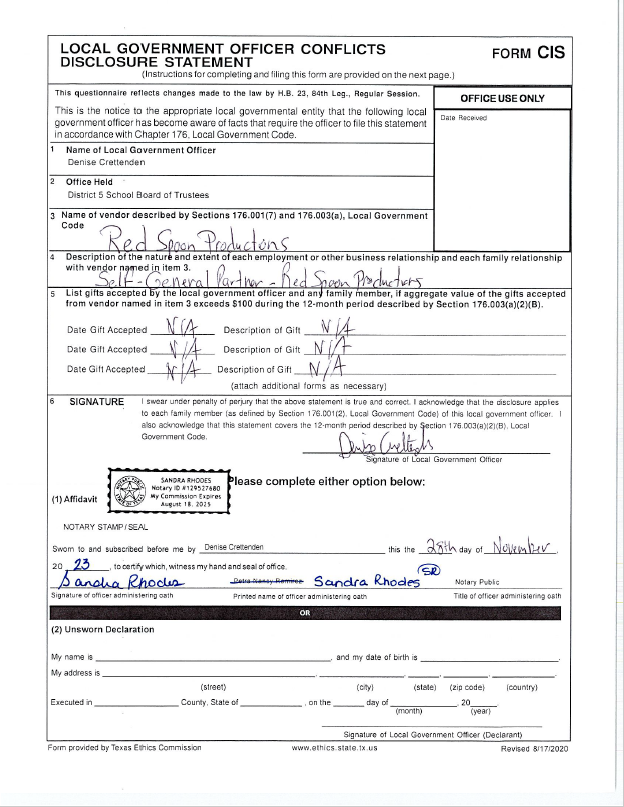 LOCAL GOVERNMENT OFFICER CONFLICTS
DISCLOSURE STATEMENT
FORM CIS
(Instructions for completing and filing this form are provided on the next page.)
This questionnaire reflects changes made to the law by H.B. 23, 84th Leg., Regular Session.
OFFICE USE ONLY
This is the notice to the appropriate local governmental entity that the following local
government officer has become aware of facts that require the officer to file this statement
in accordance with Chapter 176, Local Government Code.
Date Received
1 Name of Local Government Officer
Denise Crettenden
2 Office Held
District 5 School Board of Trustees
3 Name of vendor described by Sections 176.001(7) and 176.003(a), Local Government
Code
Red Spoon Productions
4 Description of the nature and extent of each employment or other business relationship and each family relationship
with vendor named in item 3.
Self-General Partner - Red Spoon Productions
5 List gifts accepted by the local government officer and any family member, if aggregate value of the gifts accepted
from vendor named in item 3 exceeds $100 during the 12-month period described by Section 176.003(a)(2)(B).
Date Gift Accepted N/A Description of Gift N/A
Date Gift Accepted N/A Description of Gift N/A
Date Gift Accepted N/A Description of Gift N/A
(attach additional forms as necessary)
6 SIGNATURE I swear under penalty of perjury that the above statement is true and correct. I acknowledge that the disclosure applies
to each family member (as defined by Section 176.001(2), Local Government Code) of this local government officer. I
also acknowledge that this statement covers the 12-month period described by Section 176.003(a)(2)(B), Local
Government Code.
Signature of Local Government Officer
Please complete either option below:
(1) Affidavit
SANDRA RHODES
Notary ID #129527680
My Commission Expires
August 18, 2025
NOTARY STAMP/SEAL
Sworn to and subscribed before me by Denise Crettenden this the 28th day of November,
20 23, to certify which, witness my hand and seal of office.
SR
Sandra Rhodes Petra Nancy Ramirez Sandra Rhodes Notary Public
Signature of officer administering oath Printed name of officer administering oath Title of officer administering oath
OR
(2) Unsworn Declaration
My name is , and my date of birth is .
My address is , , , , .
(street) (city) (state) (zip code) (country)
Executed in County, State of , on the day of , 20 .
(month) (year)
Signature of Local Government Officer (Declarant)
Form provided by Texas Ethics Commission www.ethics.state.tx.us Revised 8/17/2020